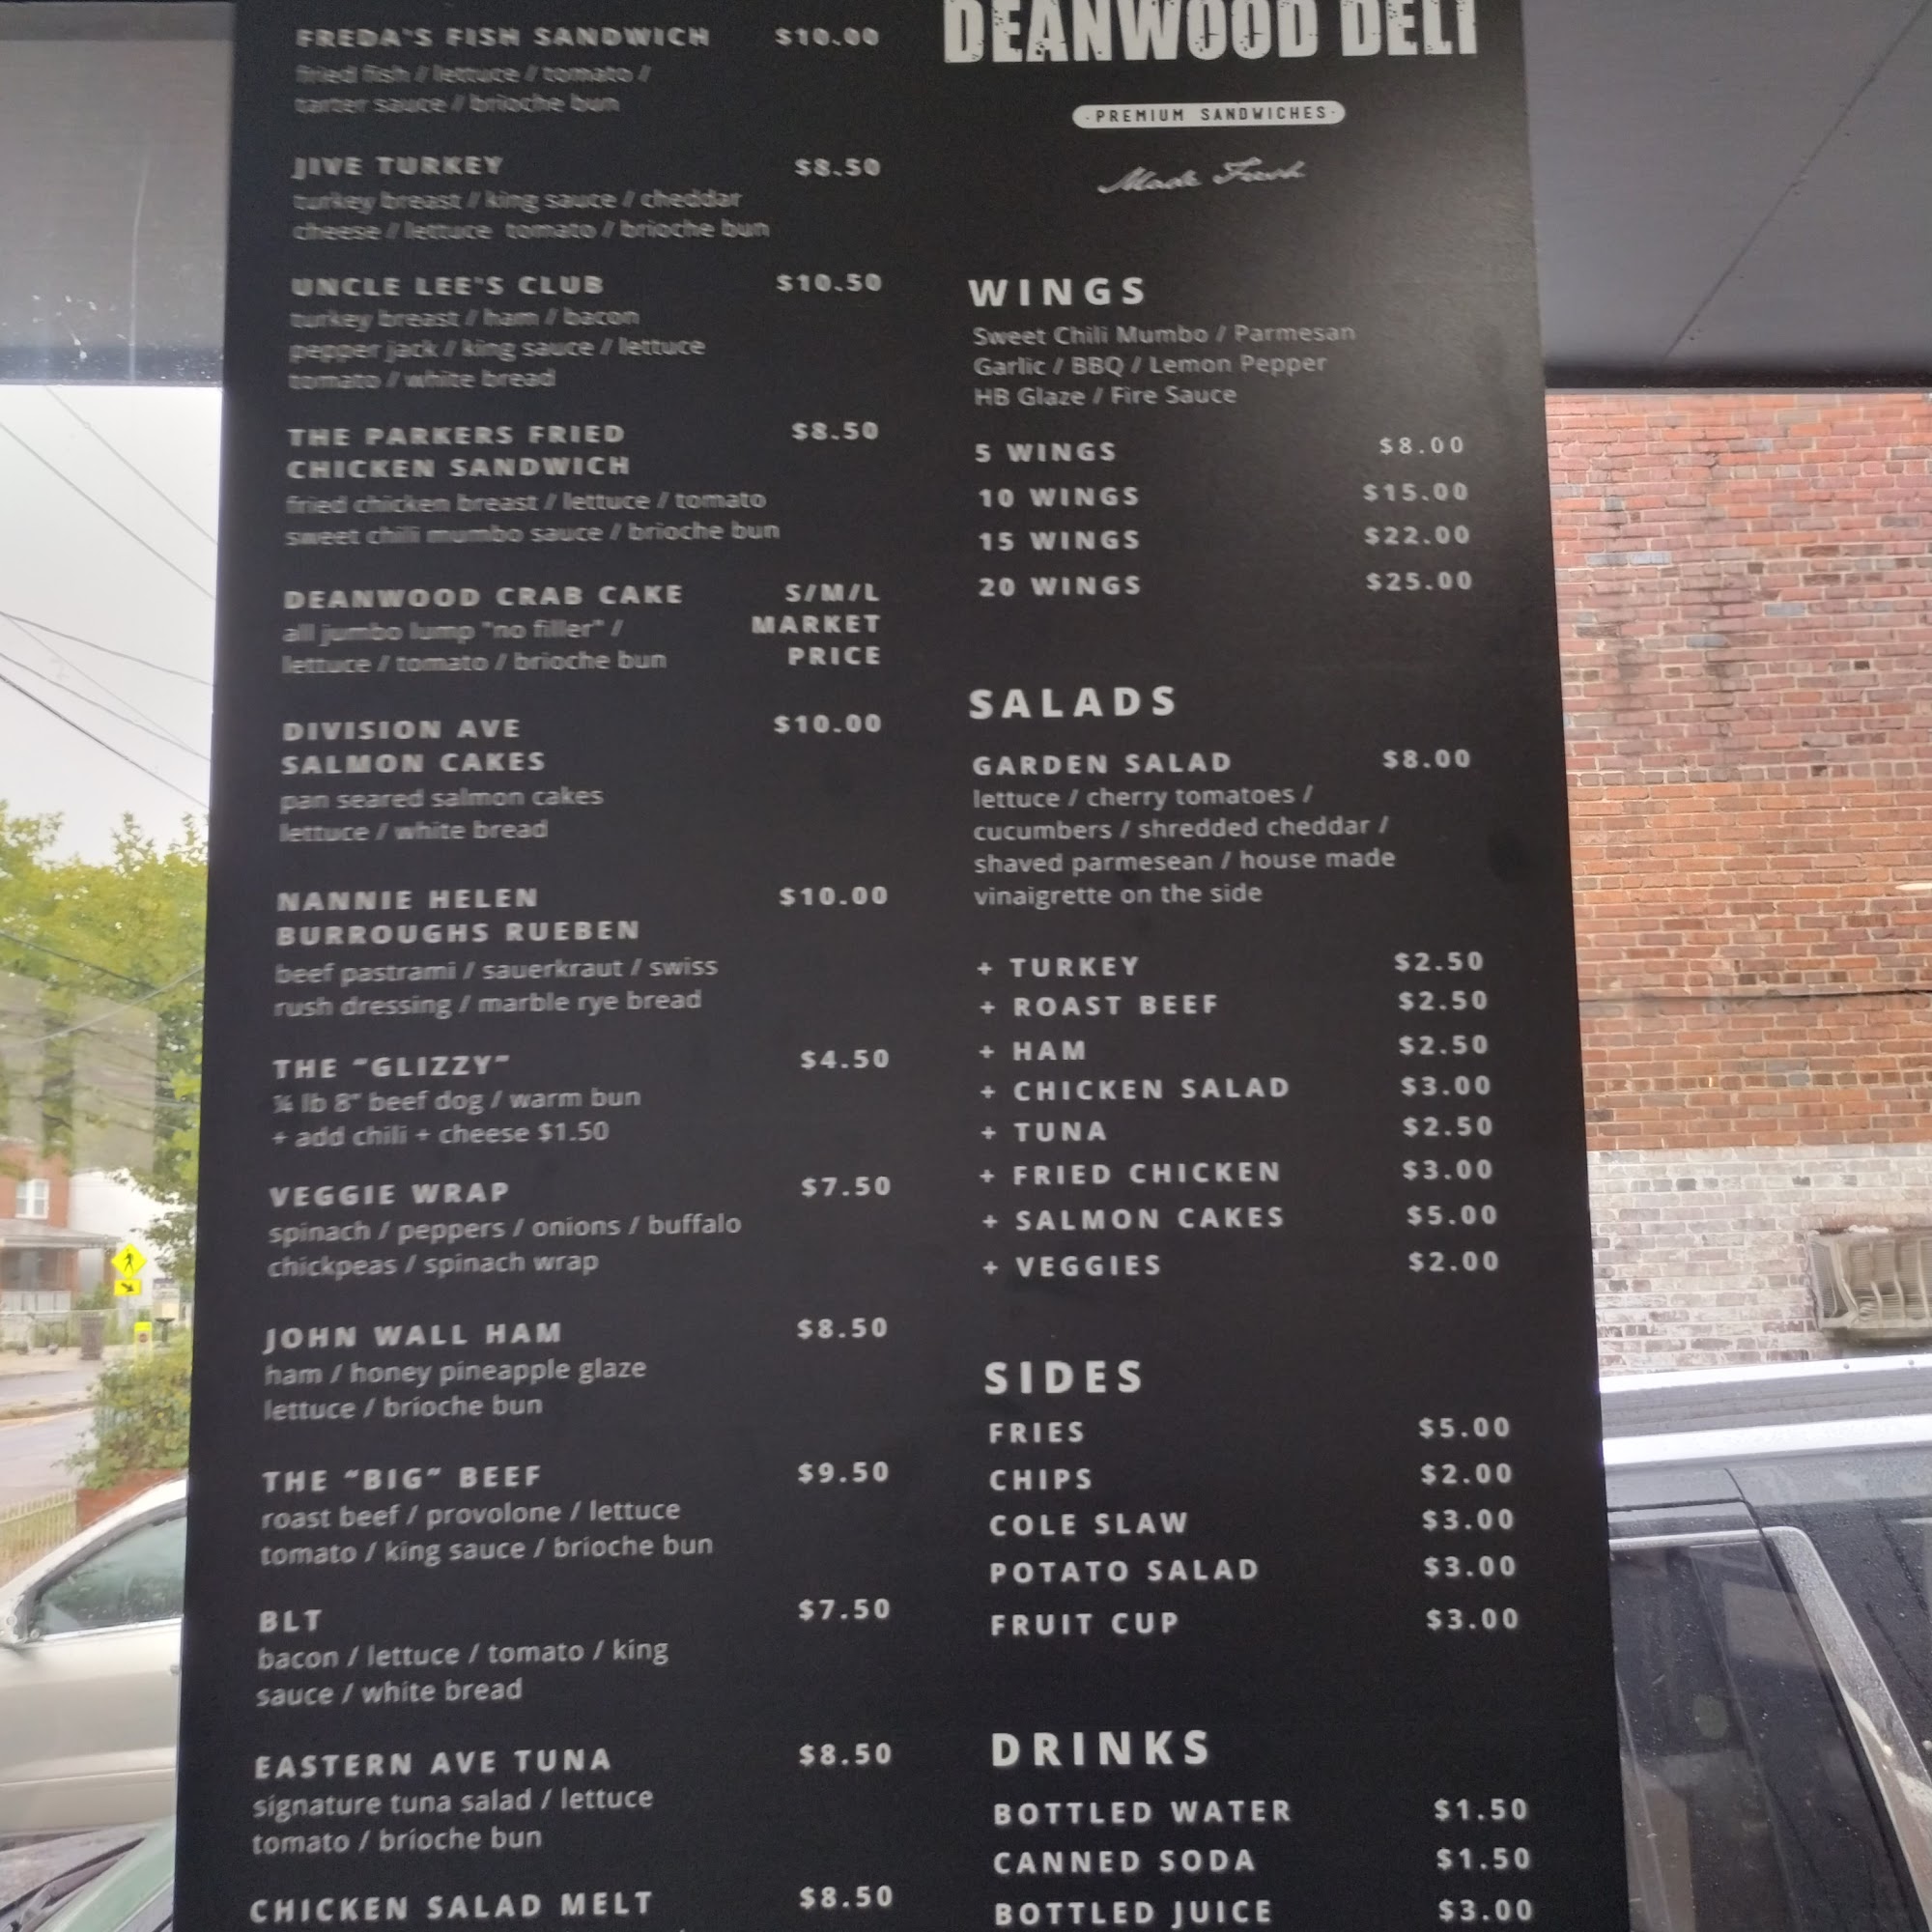 FREDA'S FISH SANDWICH $10.00
fried fish / lettuce / tomato /
tarter sauce / brioche bun
JIVE TURKEY $8.50
turkey breast / king sauce / cheddar
cheese / lettuce tomato / brioche bun
UNCLE LEE'S CLUB $10.50
turkey breast / ham / bacon
pepper jack / king sauce / lettuce
tomato / white bread
THE PARKERS FRIED $8.50
CHICKEN SANDWICH
fried chicken breast / lettuce / tomato
sweet chili mumbo sauce / brioche bun
DEANWOOD CRAB CAKE S/M/L
all jumbo lump "no filler" / MARKET
lettuce / tomato / brioche bun PRICE
DIVISION AVE $10.00
SALMON CAKES
pan seared salmon cakes
lettuce / white bread
NANNIE HELEN $10.00
BURROUGHS RUEBEN
beef pastrami / sauerkraut / swiss
rush dressing / marble rye bread
THE "GLIZZY" $4.50
¼ lb 8" beef dog / warm bun
+ add chili + cheese $1.50
VEGGIE WRAP $7.50
spinach / peppers / onions / buffalo
chickpeas / spinach wrap
JOHN WALL HAM $8.50
ham / honey pineapple glaze
lettuce / brioche bun
THE "BIG" BEEF $9.50
roast beef / provolone / lettuce
tomato / king sauce / brioche bun
BLT $7.50
bacon / lettuce / tomato / king
sauce / white bread
EASTERN AVE TUNA $8.50
signature tuna salad / lettuce
tomato / brioche bun
CHICKEN SALAD MELT $8.50
DEANWOOD DELI
·PREMIUM SANDWICHES·
Made Fresh
WINGS
Sweet Chili Mumbo / Parmesan
Garlic / BBQ / Lemon Pepper
HB Glaze / Fire Sauce
5 WINGS $8.00
10 WINGS $15.00
15 WINGS $22.00
20 WINGS $25.00
SALADS
GARDEN SALAD $8.00
lettuce / cherry tomatoes /
cucumbers / shredded cheddar /
shaved parmesean / house made
vinaigrette on the side
+ TURKEY $2.50
+ ROAST BEEF $2.50
+ HAM $2.50
+ CHICKEN SALAD $3.00
+ TUNA $2.50
+ FRIED CHICKEN $3.00
+ SALMON CAKES $5.00
+ VEGGIES $2.00
SIDES
FRIES $5.00
CHIPS $2.00
COLE SLAW $3.00
POTATO SALAD $3.00
FRUIT CUP $3.00
DRINKS
BOTTLED WATER $1.50
CANNED SODA $1.50
BOTTLED JUICE $3.00